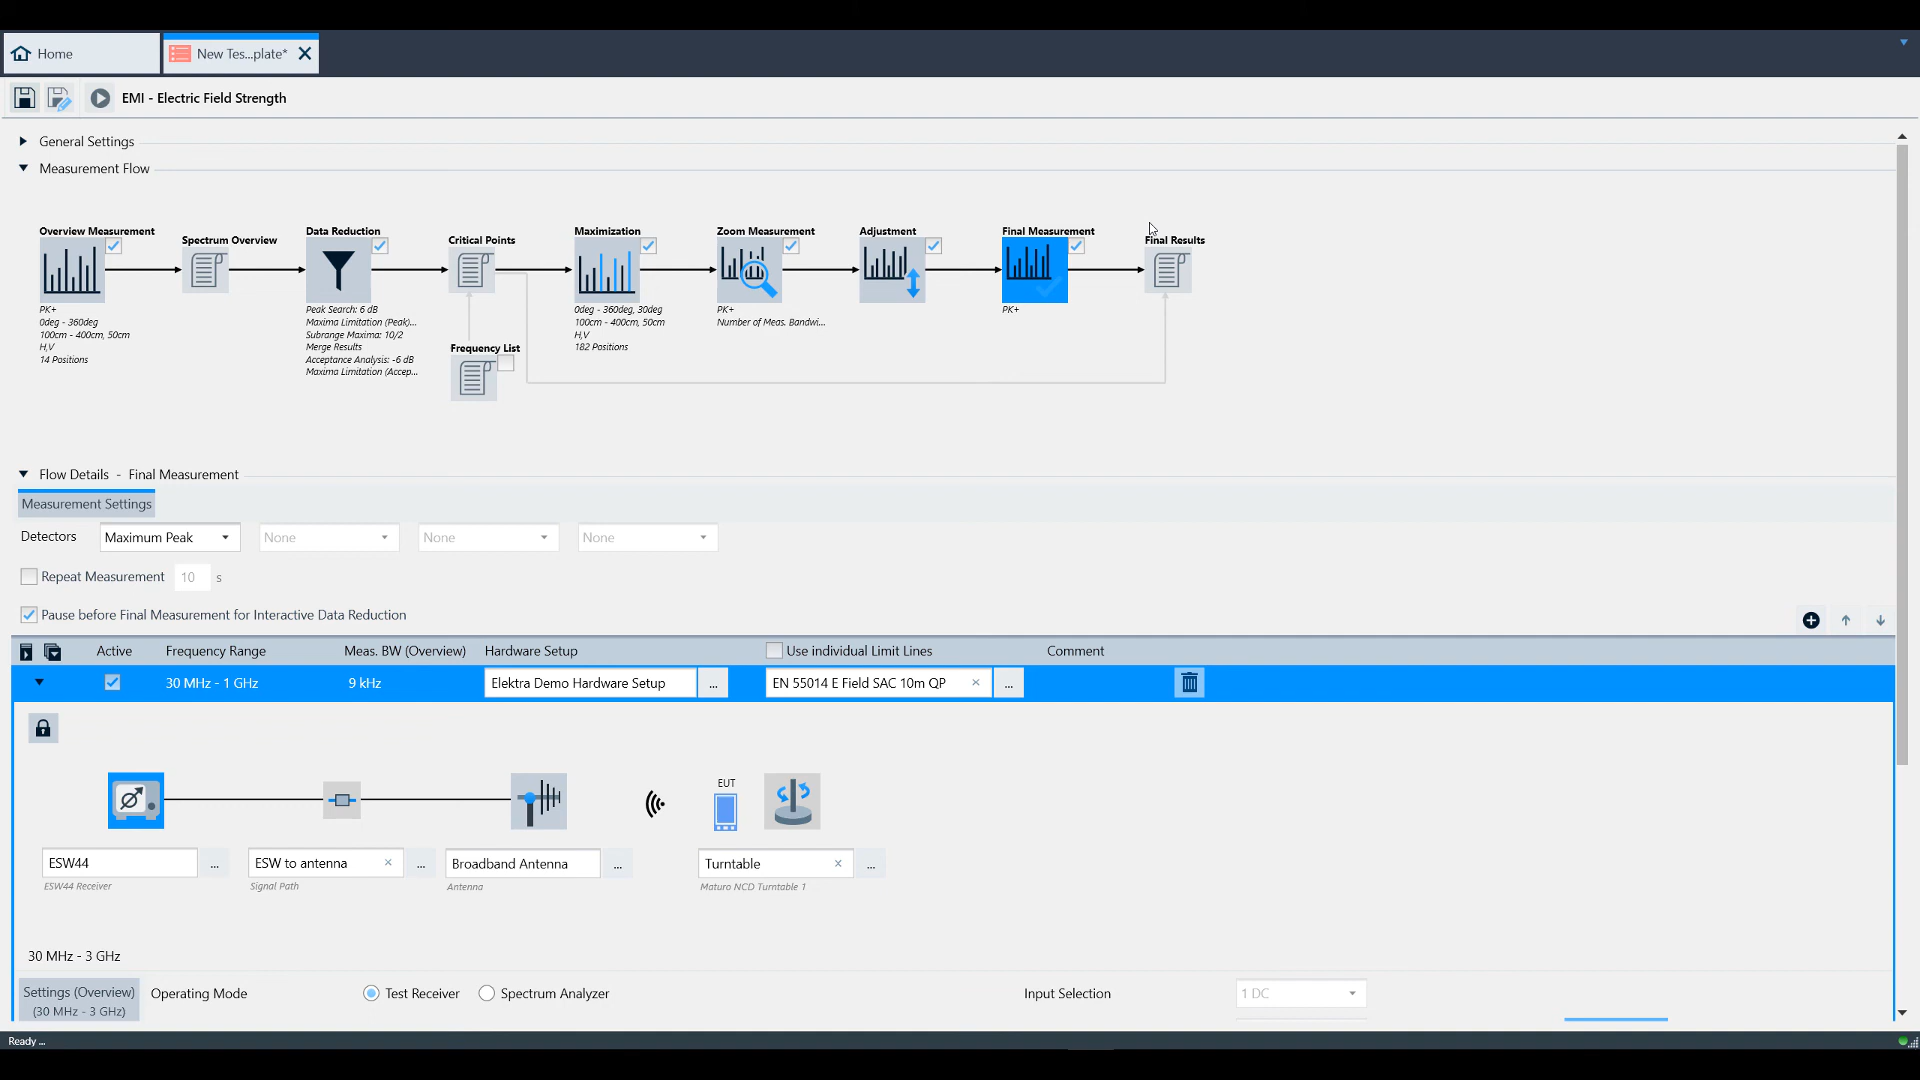 Home
New Tes...plate*
EMI - Electric Field Strength
General Settings
Measurement Flow
Overview Measurement
Spectrum Overview
Data Reduction
Critical Points
Maximization
Zoom Measurement
Adjustment
Final Measurement
Final Results
PK+
0deg - 360deg
100cm - 400cm, 50cm
H,V
14 Positions
Peak Search: 6 dB
Maxima Limitation (Peak)...
Subrange Maxima: 10/2
Merge Results
Acceptance Analysis: -6 dB
Maxima Limitation (Accep...
Frequency List
0deg - 360deg, 30deg
100cm - 400cm, 50cm
H,V
182 Positions
PK+
Number of Meas. Bandwi...
PK+
Flow Details - Final Measurement
Measurement Settings
Detectors Maximum Peak None None None
Repeat Measurement 10 s
Pause before Final Measurement for Interactive Data Reduction
Active Frequency Range Meas. BW (Overview) Hardware Setup Use individual Limit Lines Comment
30 MHz - 1 GHz 9 kHz Elektra Demo Hardware Setup ... EN 55014 E Field SAC 10m QP ...
EUT
ESW44 ... ESW to antenna ... Broadband Antenna ... Turntable ...
ESW44 Receiver Signal Path Antenna Maturo NCD Turntable 1
30 MHz - 3 GHz
Settings (Overview)
(30 MHz - 3 GHz)
Operating Mode Test Receiver Spectrum Analyzer Input Selection 1 DC
Ready ...